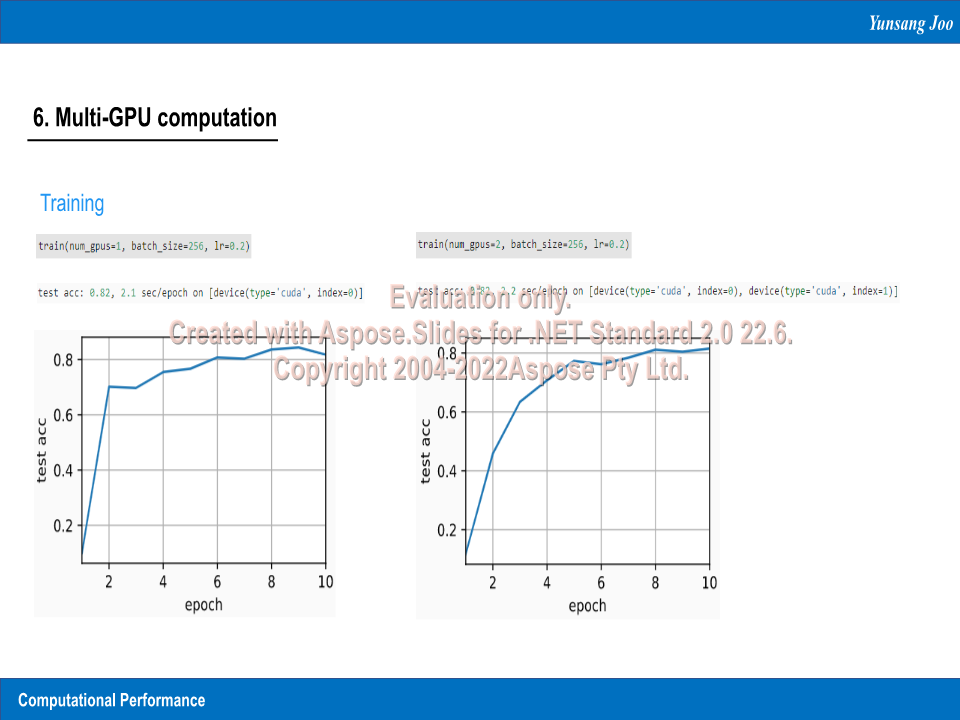 Yunsang Joo
6. Multi-GPU computation
Training
train(num_gpus=1, batch_size=256, lr=0.2)
test acc: 0.82, 2.1 sec/epoch on [device(type='cuda', index=0)]
train(num_gpus=2, batch_size=256, lr=0.2)
test acc: 0.82, 2.2 sec/epoch on [device(type='cuda', index=0), device(type='cuda', index=1)]
Evaluation only.
Created with Aspose.Slides for .NET Standard 2.0 22.6.
Copyright 2004-2022Aspose Pty Ltd.
0.8
0.6
0.4
0.2
test acc
2 4 6 8 10
epoch
0.8
0.6
0.4
0.2
test acc
2 4 6 8 10
epoch
Computational Performance